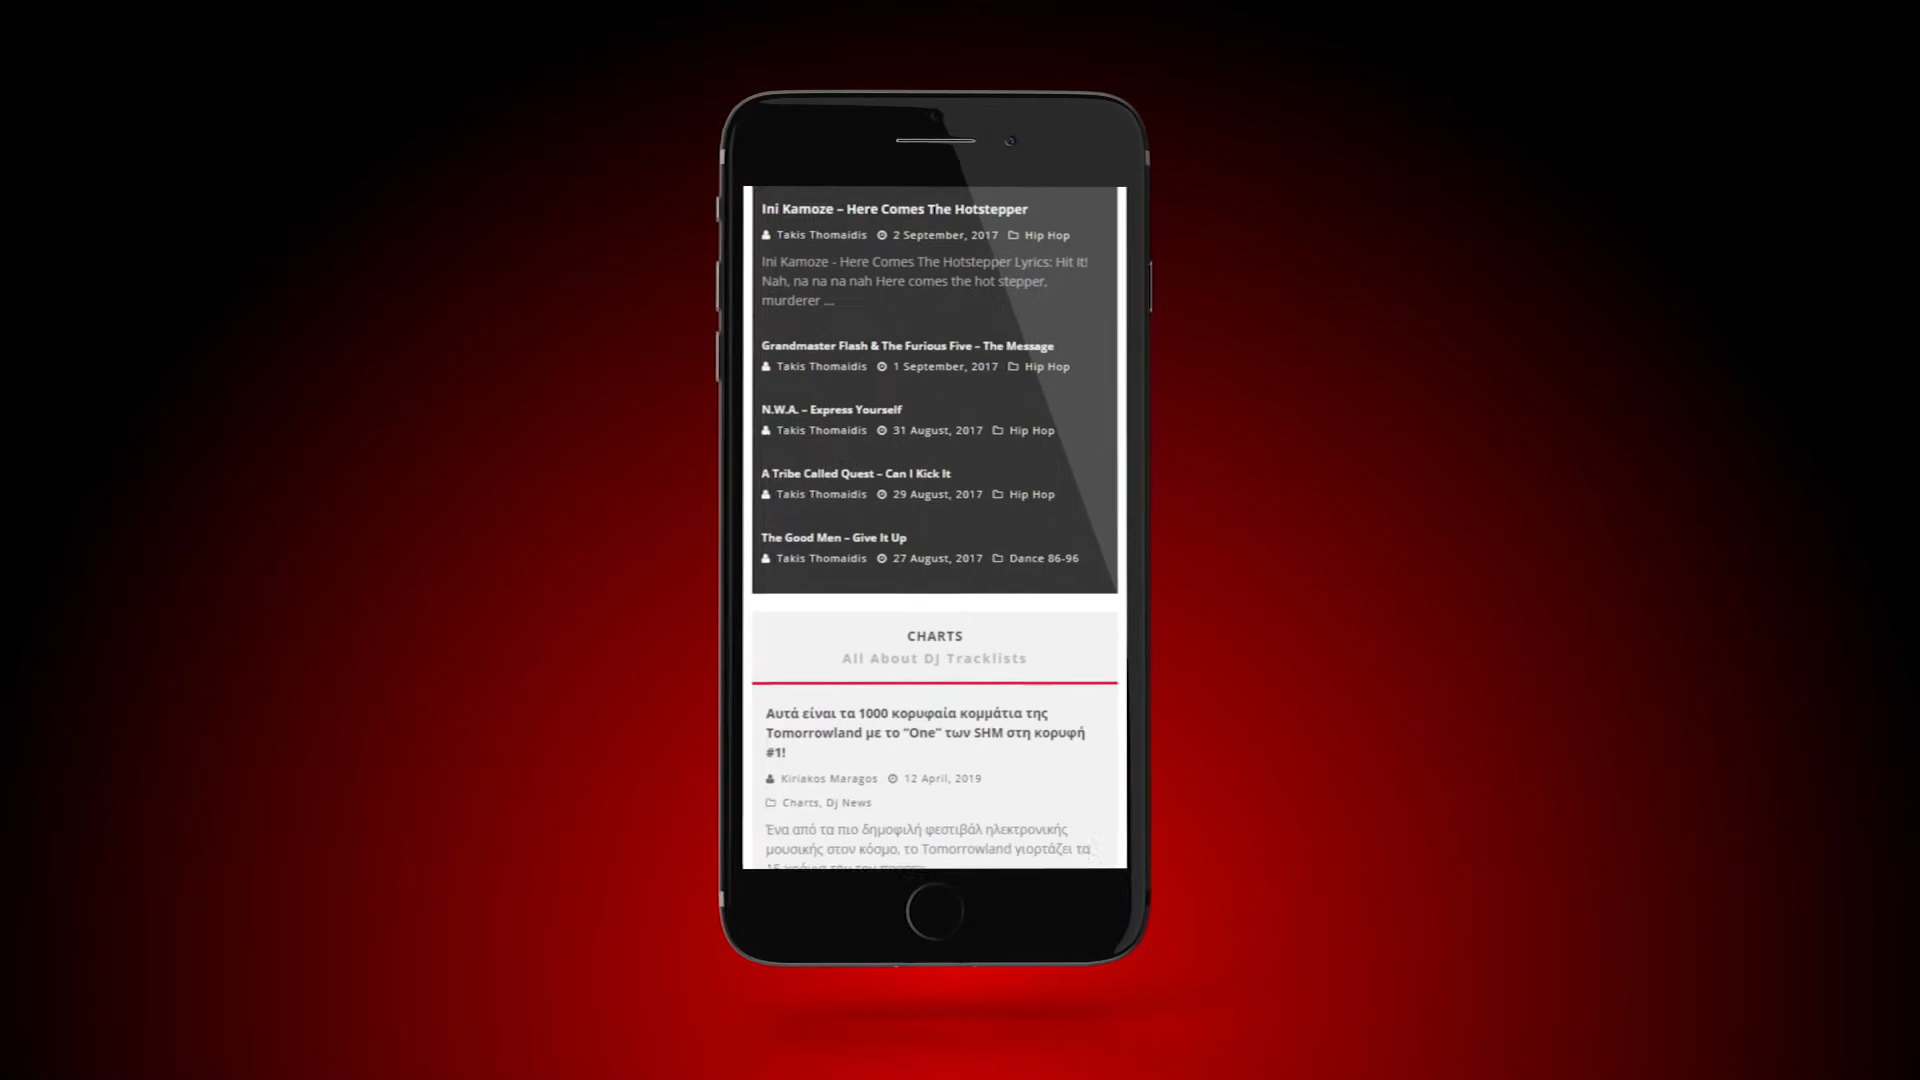 Ini Kamoze – Here Comes The Hotstepper
Takis Thomaidis 2 September, 2017 Hip Hop
Ini Kamoze - Here Comes The Hotstepper Lyrics: Hit It!
Nah, na na na nah Here comes the hot stepper,
murderer ...
Grandmaster Flash & The Furious Five – The Message
Takis Thomaidis 1 September, 2017 Hip Hop
N.W.A. – Express Yourself
Takis Thomaidis 31 August, 2017 Hip Hop
A Tribe Called Quest – Can I Kick It
Takis Thomaidis 29 August, 2017 Hip Hop
The Good Men – Give It Up
Takis Thomaidis 27 August, 2017 Dance 86-96
CHARTS
All About DJ Tracklists
Αυτά είναι τα 1000 κορυφαία κομμάτια της
Tomorrowland με το “One” των SHM στη κορυφή
#1!
Kiriakos Maragos 12 April, 2019
Charts, Dj News
Ένα από τα πιο δημοφιλή φεστιβάλ ηλεκτρονικής
μουσικής στον κόσμο, το Tomorrowland γιορτάζει τα